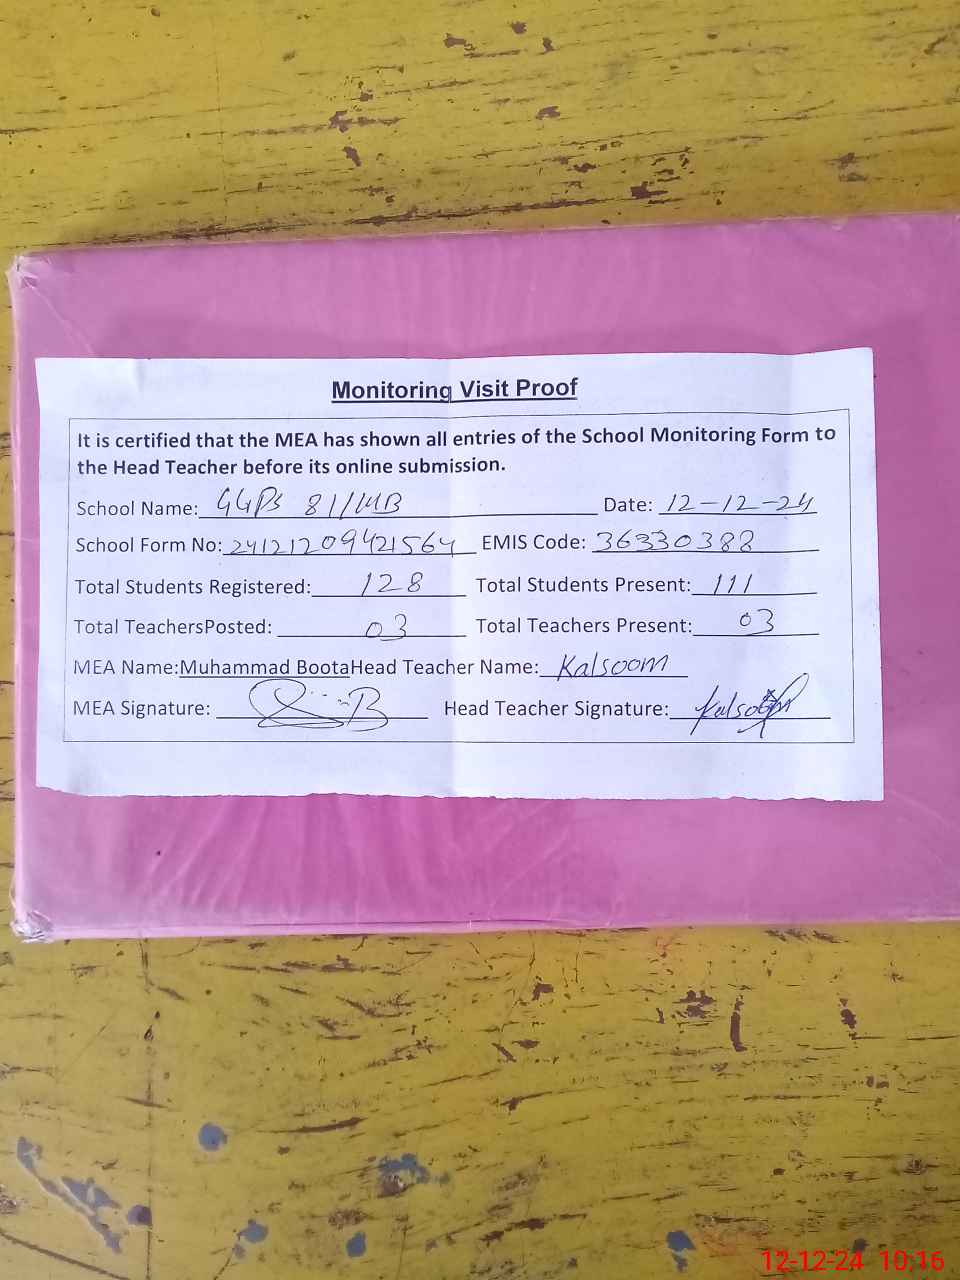 Monitoring Visit Proof
It is certified that the MEA has shown all entries of the School Monitoring Form to
the Head Teacher before its online submission.
School Name: GGPS 81//MB Date: 12-12-24
School Form No: 24121209421564 EMIS Code: 36330388
Total Students Registered: 128 Total Students Present: 111
Total TeachersPosted: 03 Total Teachers Present: 03
MEA Name:Muhammad BootaHead Teacher Name: Kalsoom
MEA Signature: Head Teacher Signature: Kalsoom
12-12-24 10:16